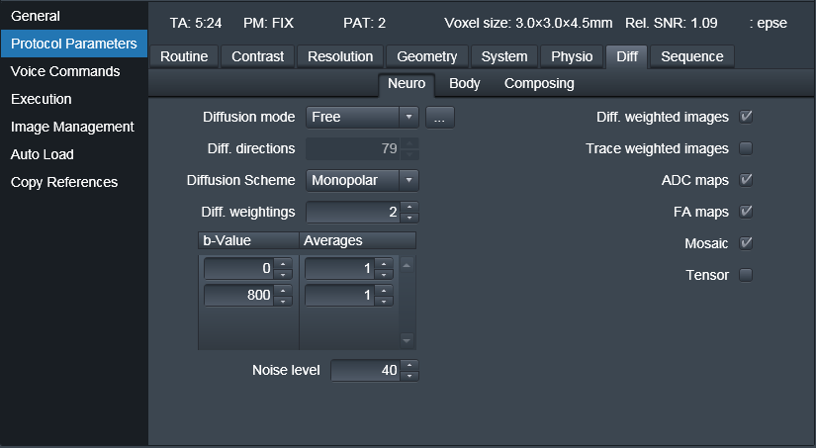 General
Protocol Parameters
Voice Commands
Execution
Image Management
Auto Load
Copy References
TA: 5:24 PM: FIX PAT: 2 Voxel size: 3.0×3.0×4.5mm Rel. SNR: 1.09 : epse
Routine Contrast Resolution Geometry System Physio Diff Sequence
Neuro Body Composing
Diffusion mode Free ...
Diff. directions 79
Diffusion Scheme Monopolar
Diff. weightings 2
b-Value Averages
0 1
800 1
Noise level 40
Diff. weighted images
Trace weighted images
ADC maps
FA maps
Mosaic
Tensor